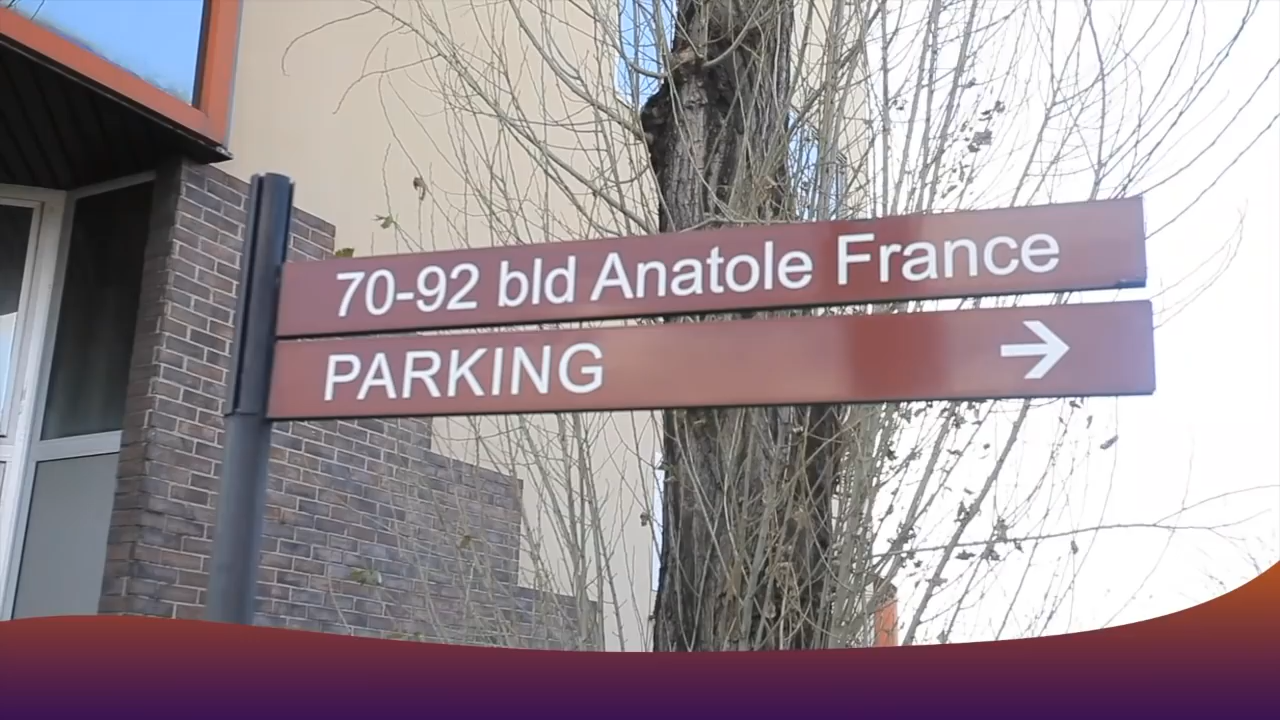 70-92 bld Anatole France
PARKING →